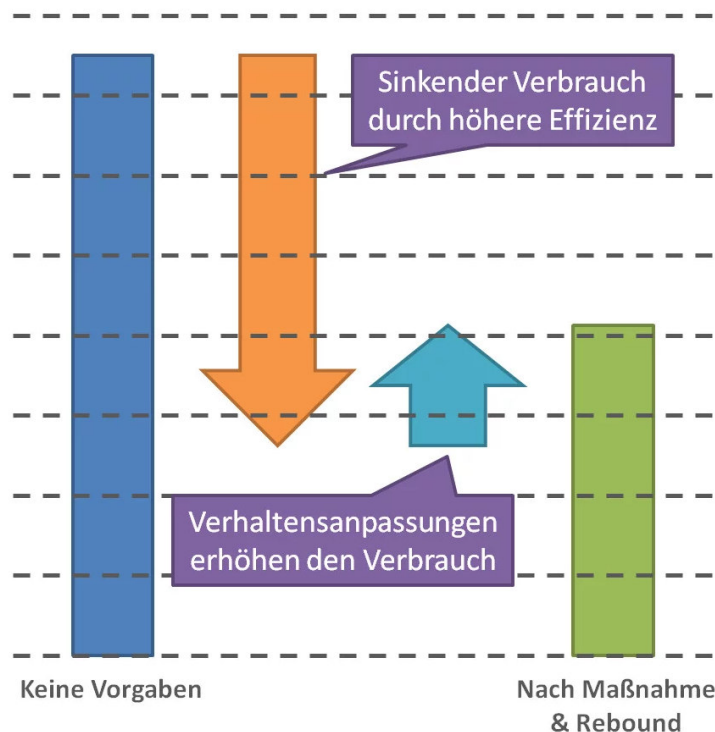 Sinkender Verbrauch
durch höhere Effizienz
Verhaltensanpassungen
erhöhen den Verbrauch
Keine Vorgaben
Nach Maßnahme
& Rebound